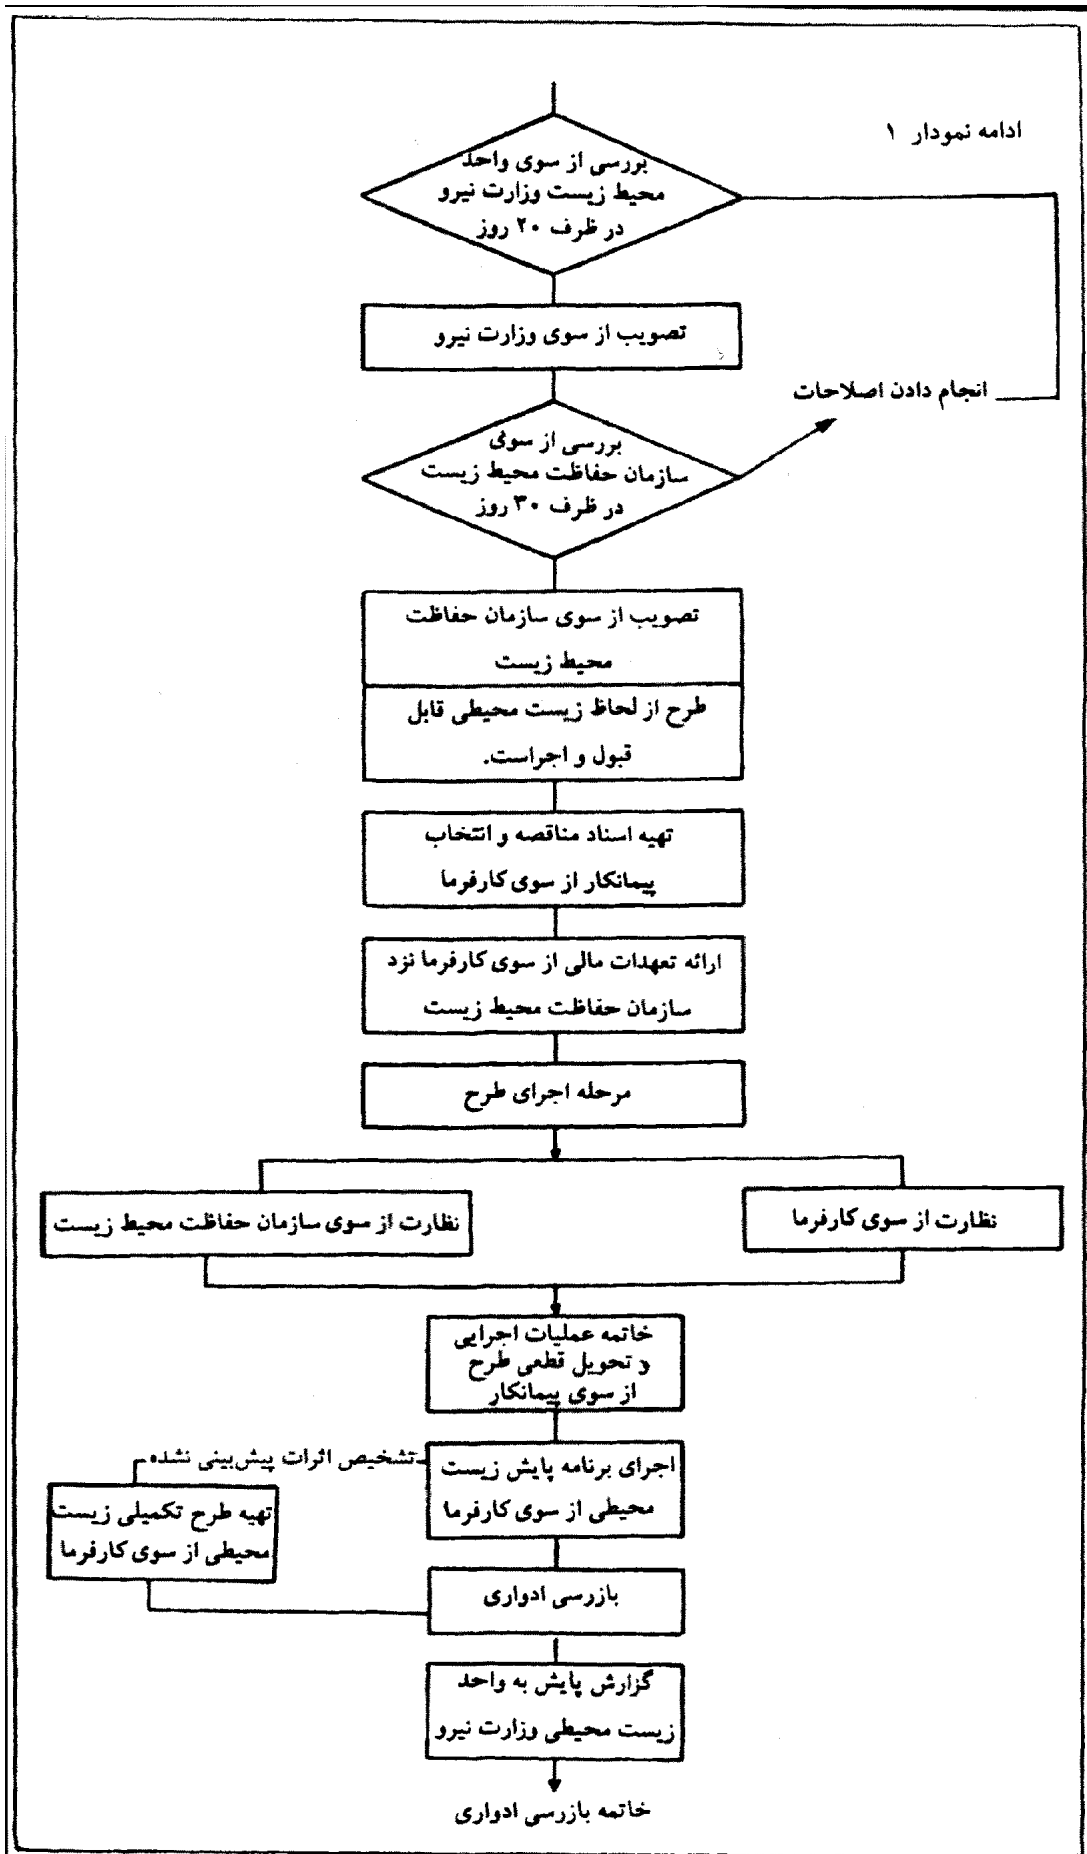 ادامه نمودار ۱
بررسی از سوی واحد
محیط زیست وزارت نیرو
در ظرف ۲۰ روز
تصویب از سوی وزارت نیرو
انجام دادن اصلاحات
بررسی از سوی
سازمان حفاظت محیط زیست
در ظرف ۳۰ روز
تصویب از سوی سازمان حفاظت
محیط زیست
طرح از لحاظ زیست محیطی قابل
قبول و اجراست.
تهیه اسناد مناقصه و انتخاب
پیمانکار از سوی کارفرما
ارائه تعهدات مالی از سوی کارفرما نزد
سازمان حفاظت محیط زیست
مرحله اجرای طرح
نظارت از سوی کارفرما
نظارت از سوی سازمان حفاظت محیط زیست
خاتمه عملیات اجرایی
و تحویل قطعی طرح
از سوی پیمانکار
اجرای برنامه پایش زیست
محیطی از سوی کارفرما
تشخیص اثرات پیش‌بینی نشده
تهیه طرح تکمیلی زیست
محیطی از سوی کارفرما
بازرسی ادواری
گزارش پایش به واحد
زیست محیطی وزارت نیرو
خاتمه بازرسی ادواری